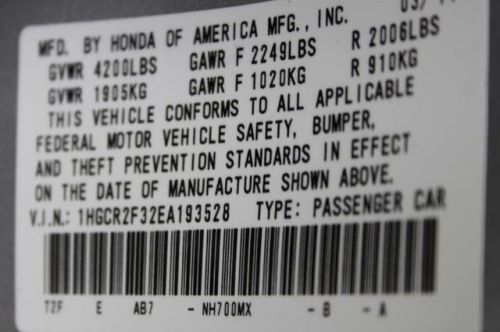 MFD. BY HONDA OF AMERICA MFG., INC.
GVWR 4200LBS GAWR F 2249LBS R 2006LBS
GVWR 1905KG GAWR F 1020KG R 910KG
THIS VEHICLE CONFORMS TO ALL APPLICABLE
FEDERAL MOTOR VEHICLE SAFETY, BUMPER,
AND THEFT PREVENTION STANDARDS IN EFFECT
ON THE DATE OF MANUFACTURE SHOWN ABOVE.
V.I.N.: 1HGCR2F32EA193528 TYPE: PASSENGER CAR
T2F E AB7 - NH700MX - B - A